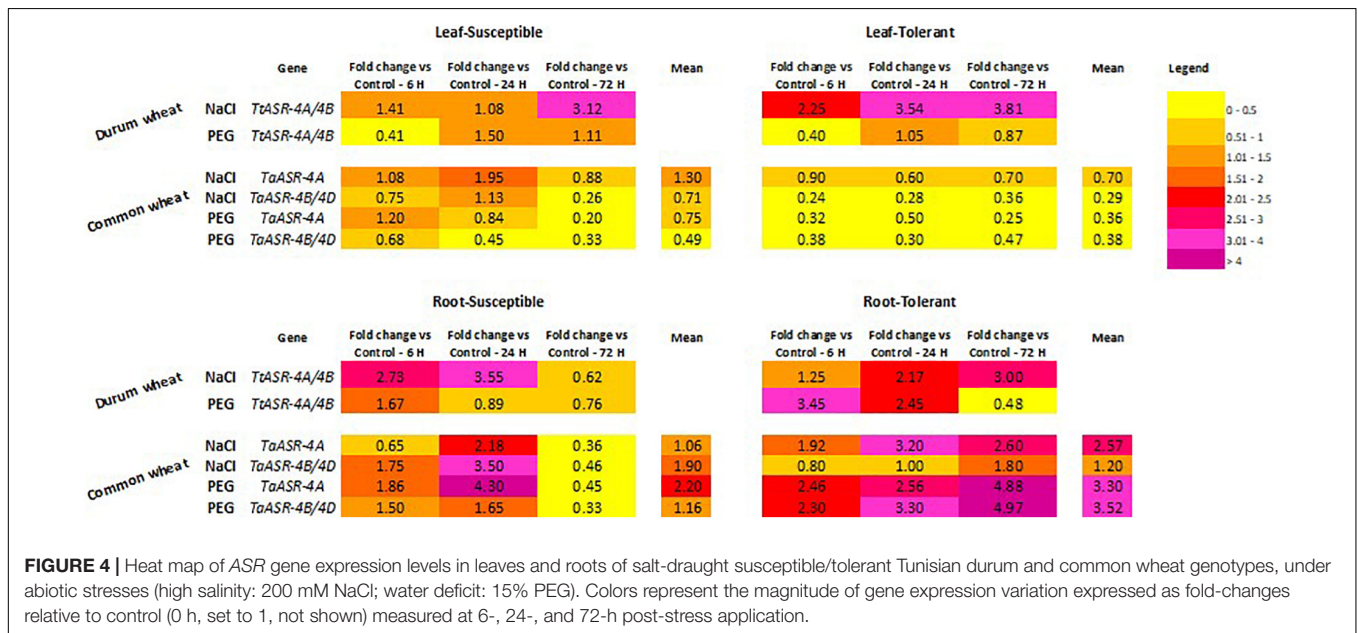 Leaf-Susceptible Leaf-Tolerant
Gene Fold change vs Control - 6 H Fold change vs Control - 24 H Fold change vs Control - 72 H Mean Fold change vs Control - 6 H Fold change vs Control - 24 H Fold change vs Control - 72 H Mean Legend
Durum wheat
NaCl TtASR-4A/4B 1.41 1.08 3.12 2.25 3.54 3.81
PEG TtASR-4A/4B 0.41 1.50 1.11 0.40 1.05 0.87
Common wheat
NaCl TaASR-4A 1.08 1.95 0.88 1.30 0.90 0.60 0.70 0.70
NaCl TaASR-4B/4D 0.75 1.13 0.26 0.71 0.24 0.28 0.36 0.29
PEG TaASR-4A 1.20 0.84 0.20 0.75 0.32 0.50 0.25 0.36
PEG TaASR-4B/4D 0.68 0.45 0.33 0.49 0.38 0.30 0.47 0.38
0 - 0.5
0.51 - 1
1.01 - 1.5
1.51 - 2
2.01 - 2.5
2.51 - 3
3.01 - 4
> 4
Root-Susceptible Root-Tolerant
Gene Fold change vs Control - 6 H Fold change vs Control - 24 H Fold change vs Control - 72 H Mean Fold change vs Control - 6 H Fold change vs Control - 24 H Fold change vs Control - 72 H Mean
Durum wheat
NaCl TtASR-4A/4B 2.73 3.55 0.62 1.25 2.17 3.00
PEG TtASR-4A/4B 1.67 0.89 0.76 3.45 2.45 0.48
Common wheat
NaCl TaASR-4A 0.65 2.18 0.36 1.06 1.92 3.20 2.60 2.57
NaCl TaASR-4B/4D 1.75 3.50 0.46 1.90 0.80 1.00 1.80 1.20
PEG TaASR-4A 1.86 4.30 0.45 2.20 2.46 2.56 4.88 3.30
PEG TaASR-4B/4D 1.50 1.65 0.33 1.16 2.30 3.30 4.97 3.52
FIGURE 4 | Heat map of ASR gene expression levels in leaves and roots of salt-draught susceptible/tolerant Tunisian durum and common wheat genotypes, under
abiotic stresses (high salinity: 200 mM NaCl; water deficit: 15% PEG). Colors represent the magnitude of gene expression variation expressed as fold-changes
relative to control (0 h, set to 1, not shown) measured at 6-, 24-, and 72-h post-stress application.